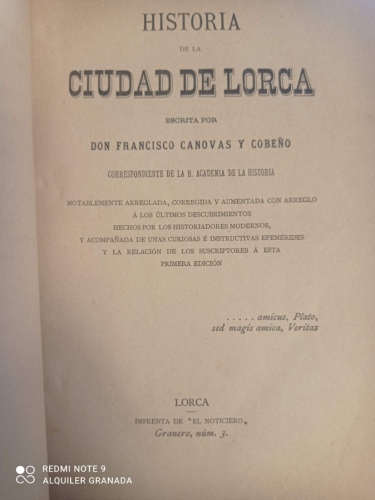 HISTORIA
DE LA
CIUDAD DE LORCA
ESCRITA POR
DON FRANCISCO CANOVAS Y COBEÑO
CORRESPONDIENTE DE LA R. ACADEMIA DE LA HISTORIA
NOTABLEMENTE ARREGLADA, CORREGIDA Y AUMENTADA CON ARREGLO
Á LOS ÚLTIMOS DESCUBRIMIENTOS
HECHOS POR LOS HISTORIADORES MODERNOS,
Y ACOMPAÑADA DE UNAS CURIOSAS É INSTRUCTIVAS EFEMÉRIDES
Y LA RELACIÓN DE LOS SUSCRIPTORES Á ESTA
PRIMERA EDICIÓN
..... amicus, Plato,
sed magis amica, Veritas
LORCA
IMPRENTA DE "EL NOTICIERO„
Granero, núm. 3.
REDMI NOTE 9
ALQUILER GRANADA